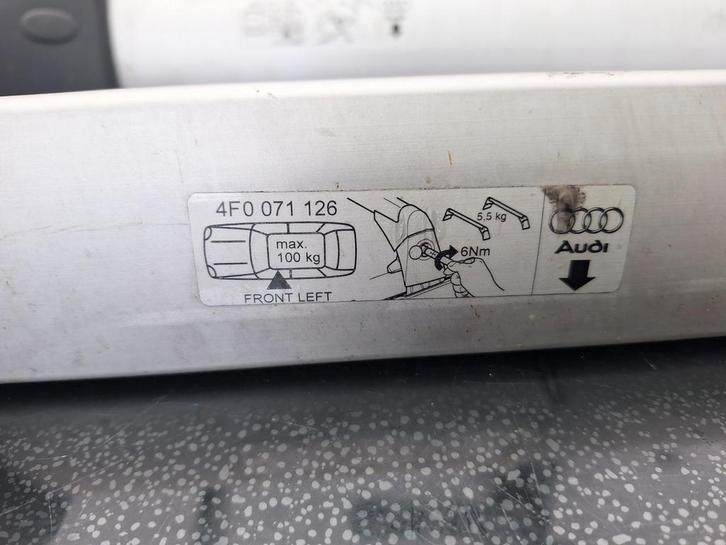 4F0 071 126
max.
100 kg
FRONT LEFT
5,5 kg
6Nm
Audi